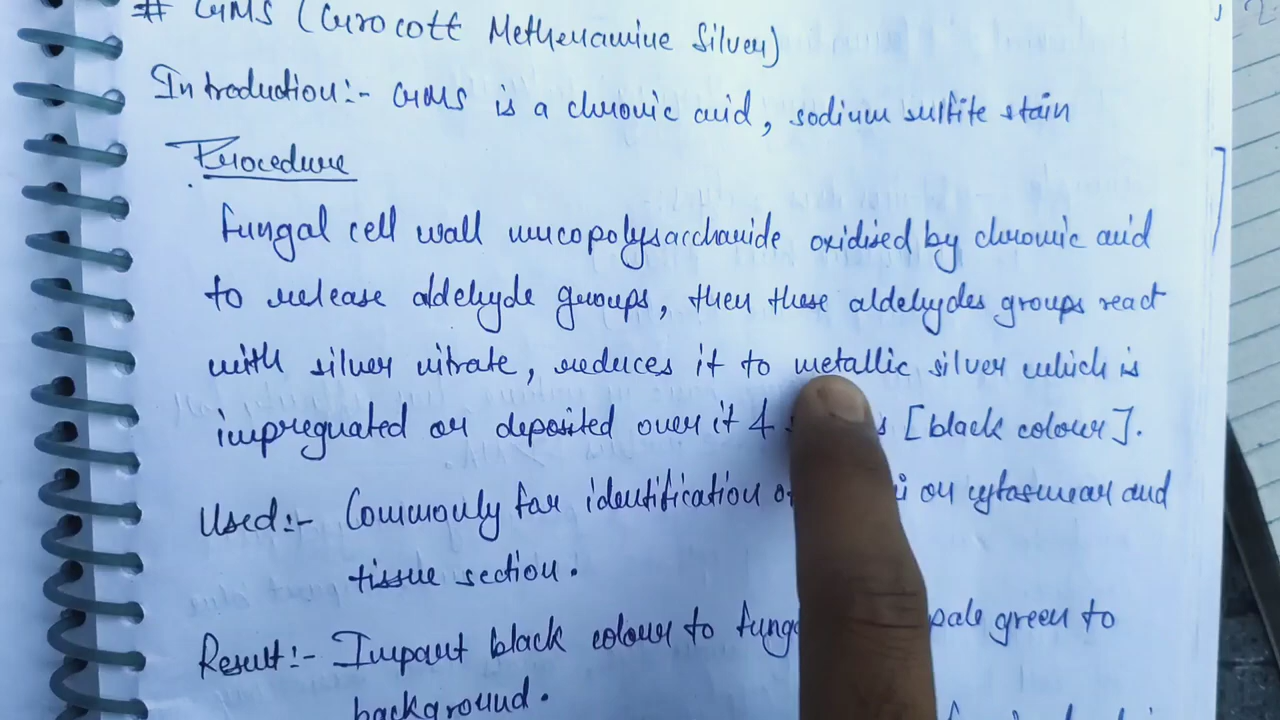 # GMS (Grocott Methenamine Silver)
Introduction:- GMS is a chromic acid, sodium sulfite stain
Procedure
fungal cell wall mucopolysaccharide oxidised by chromic acid
to release aldehyde groups, then these aldehydes groups react
with silver nitrate, reduces it to metallic silver which is
impregnated or deposited over it & [black colour].
Used:- Commonly for identification on cytosmear and
tissue section.
Result:- Impart black colour to pale green to
background.